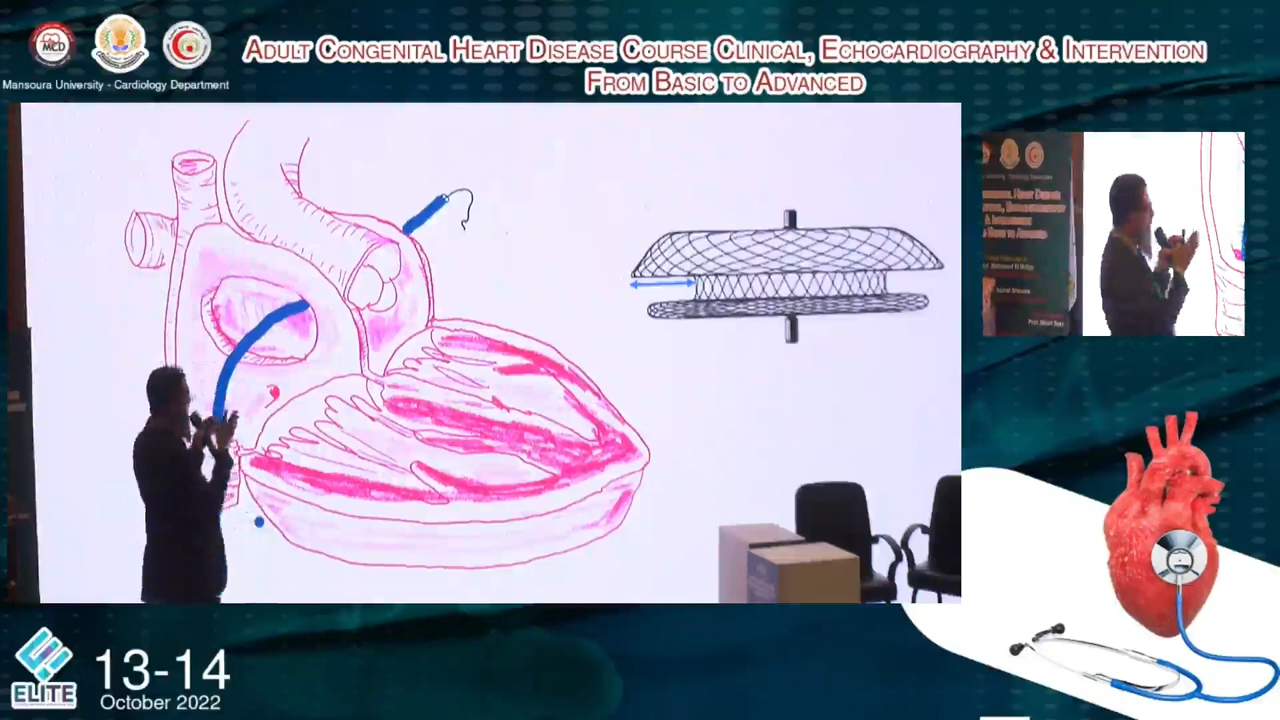 MCD
Mansoura University - Cardiology Department
ADULT CONGENITAL HEART DISEASE COURSE CLINICAL, ECHOCARDIOGRAPHY & INTERVENTION
FROM BASIC TO ADVANCED
ELITE
13-14
October 2022